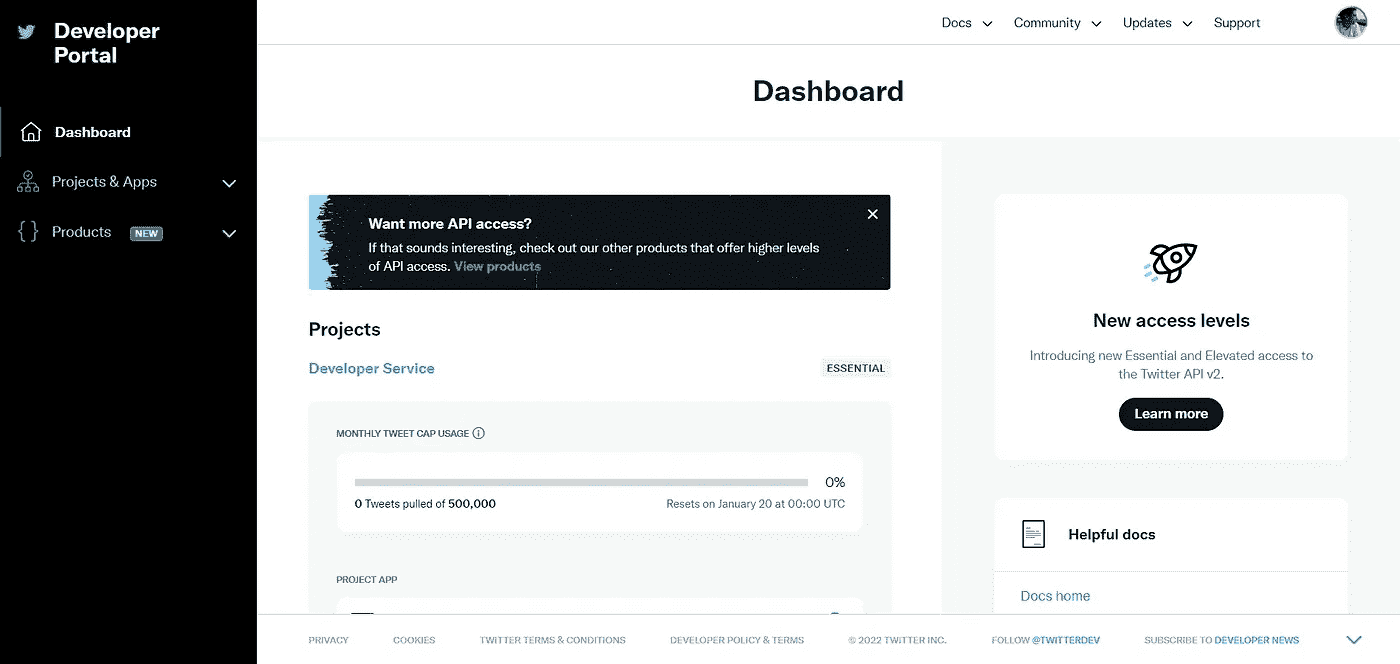 Developer
Portal
Docs
Community
Updates
Support
Dashboard
Dashboard
Projects & Apps
Products NEW
Want more API access?
If that sounds interesting, check out our other products that offer higher levels
of API access. View products
Projects
Developer Service
ESSENTIAL
MONTHLY TWEET CAP USAGE
0%
0 Tweets pulled of 500,000
Resets on January 20 at 00:00 UTC
PROJECT APP
New access levels
Introducing new Essential and Elevated access to
the Twitter API v2.
Learn more
Helpful docs
Docs home
PRIVACY
COOKIES
TWITTER TERMS & CONDITIONS
DEVELOPER POLICY & TERMS
© 2022 TWITTER INC.
FOLLOW @TWITTERDEV
SUBSCRIBE TO DEVELOPER NEWS